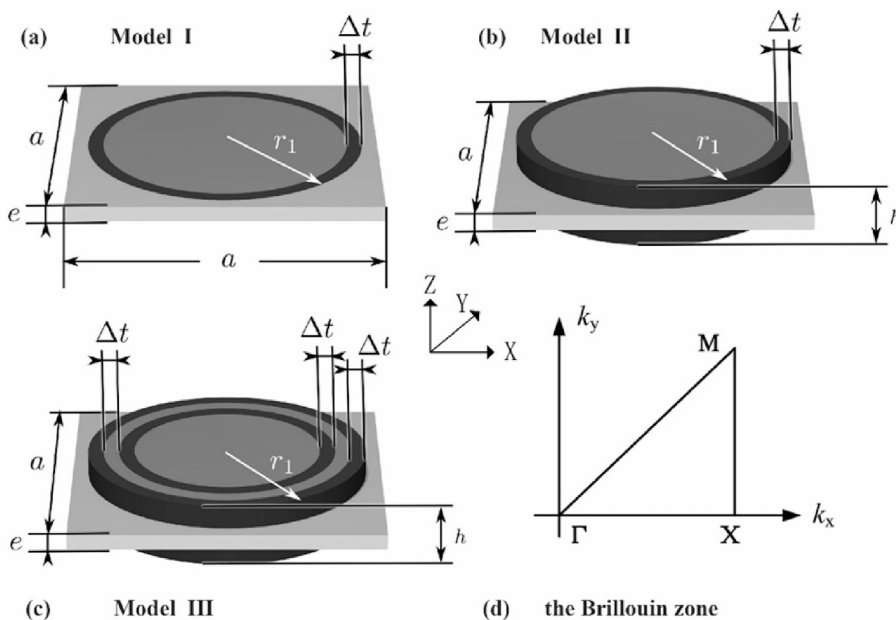 (a) Model I
Δt
a
r1
e
a
(b) Model II
Δt
a
r1
e
h
Z
Y
X
Δt
Δt
Δt
a
r1
e
h
(c) Model III
ky
M
Γ
X
kx
(d) the Brillouin zone